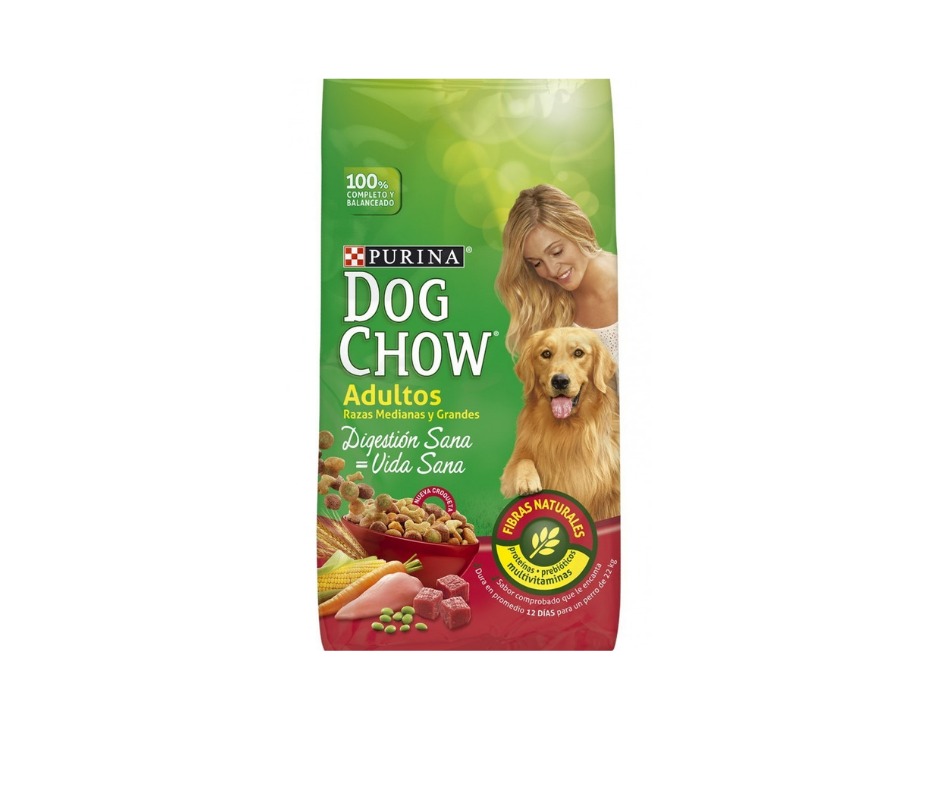 100%
COMPLETO Y
BALANCEADO
PURINA®
DOG
CHOW®
Adultos
Razas Medianas y Grandes
Digestión Sana
= Vida Sana
NUEVA CROQUETA
FIBRAS NATURALES
proteínas • prebióticos
multivitaminas
Sabor comprobado que le encanta
Dura en promedio 12 DÍAS para un perro de 22 kg